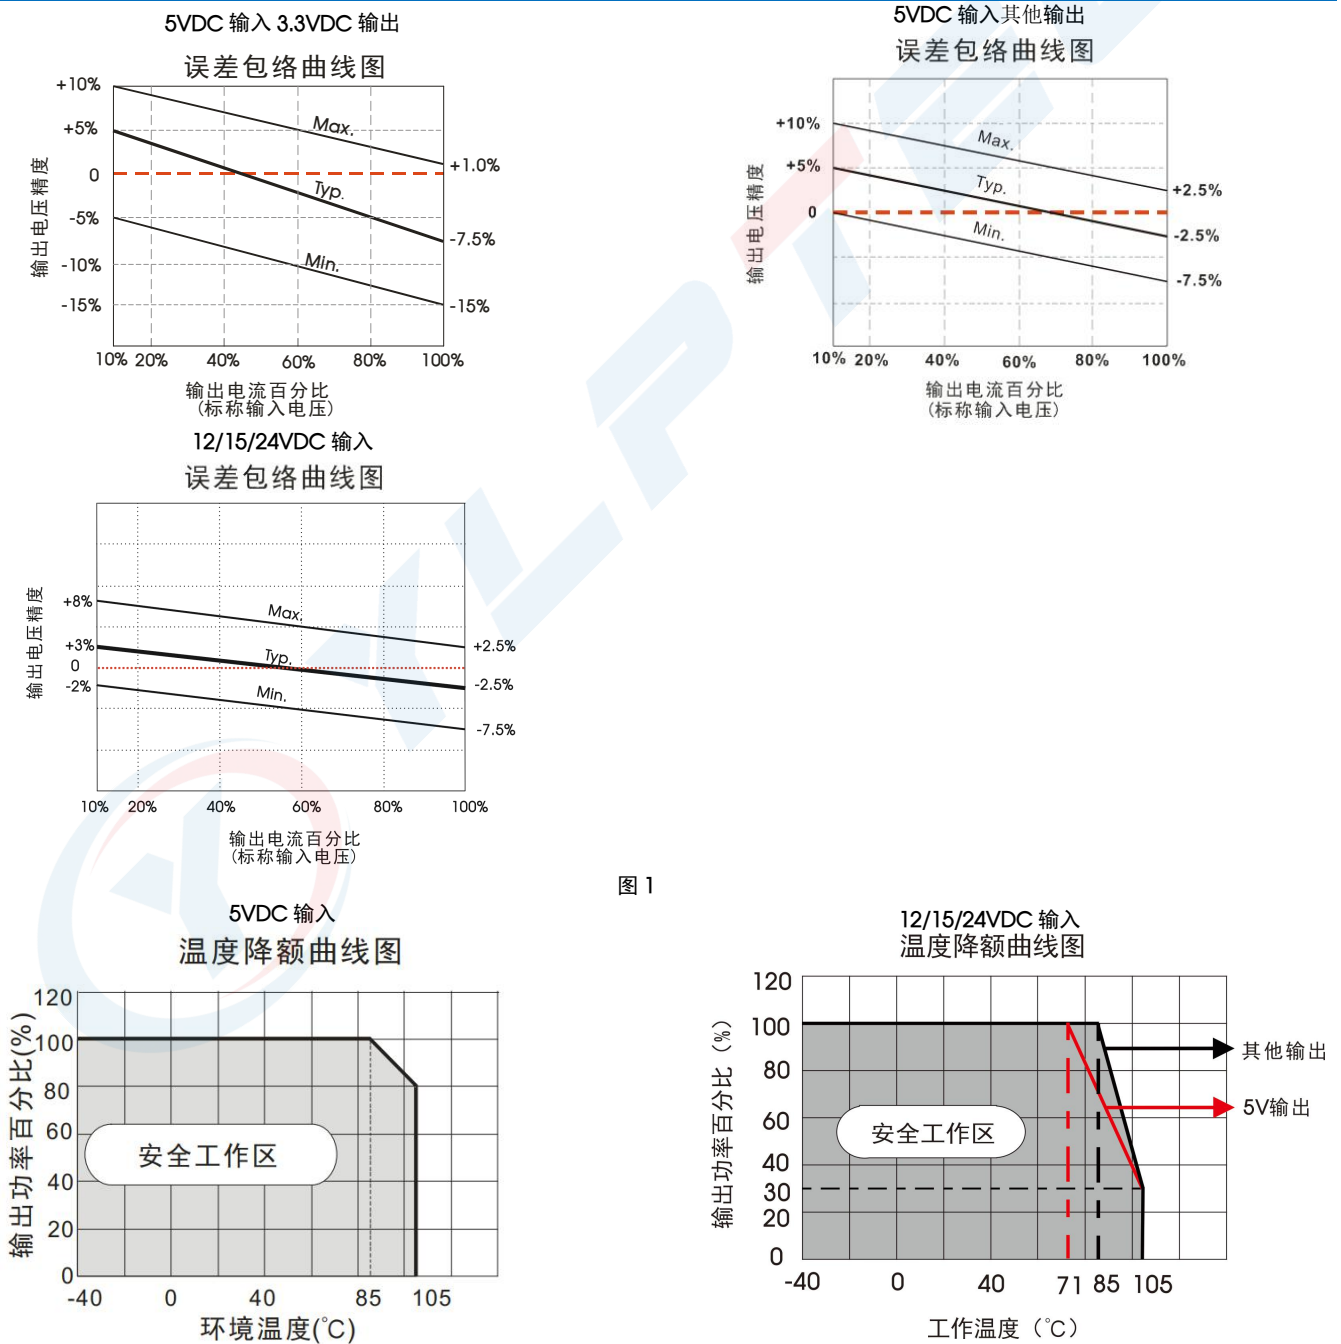 5VDC 输入 3.3VDC 输出
误差包络曲线图
+10%
+5%
0
-5%
-10%
-15%
输出电压精度
Max.
Typ.
Min.
+1.0%
-7.5%
-15%
10% 20% 40% 60% 80% 100%
输出电流百分比
(标称输入电压)
5VDC 输入其他输出
误差包络曲线图
+10%
+5%
0
输出电压精度
Max.
Typ.
Min.
+2.5%
-2.5%
-7.5%
10% 20% 40% 60% 80% 100%
输出电流百分比
(标称输入电压)
12/15/24VDC 输入
误差包络曲线图
+8%
+3%
0
-2%
输出电压精度
Max.
Typ.
Min.
+2.5%
-2.5%
-7.5%
10% 20% 40% 60% 80% 100%
输出电流百分比
(标称输入电压)
图 1
5VDC 输入
温度降额曲线图
120
100
80
60
40
20
0
输出功率百分比(%)
安全工作区
-40 0 40 85 105
环境温度(℃)
12/15/24VDC 输入
温度降额曲线图
120
100
80
60
40
30
20
0
输出功率百分比（%）
安全工作区
其他输出
5V输出
-40 0 40 71 85 105
工作温度（℃）
YLPTEC